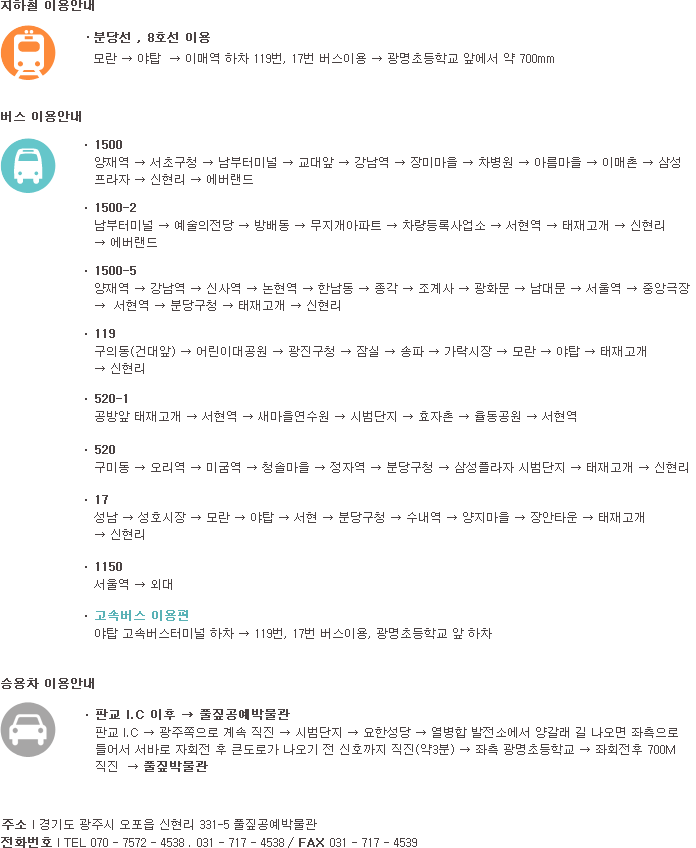 지하철 이용안내
· 분당선 , 8호선 이용
모란 → 야탑 → 이매역 하차 119번, 17번 버스이용 → 광명초등학교 앞에서 약 700mm
버스 이용안내
· 1500
양재역 → 서초구청 → 남부터미널 → 교대앞 → 강남역 → 장미마을 → 차병원 → 아름마을 → 이매촌 → 삼성
프라자 → 신현리 → 에버랜드
· 1500-2
남부터미널 → 예술의전당 → 방배동 → 무지개아파트 → 차량등록사업소 → 서현역 → 태재고개 → 신현리
→ 에버랜드
· 1500-5
양재역 → 강남역 → 신사역 → 논현역 → 한남동 → 종각 → 조계사 → 광화문 → 남대문 → 서울역 → 중앙극장
→ 서현역 → 분당구청 → 태재고개 → 신현리
· 119
구의동(건대앞) → 어린이대공원 → 광진구청 → 잠실 → 송파 → 가락시장 → 모란 → 야탑 → 태재고개
→ 신현리
· 520-1
공방앞 태재고개 → 서현역 → 새마을연수원 → 시범단지 → 효자촌 → 율동공원 → 서현역
· 520
구미동 → 오리역 → 미굼역 → 청솔마을 → 정자역 → 분당구청 → 삼성플라자 시범단지 → 태재고개 → 신현리
· 17
성남 → 성호시장 → 모란 → 야탑 → 서현 → 분당구청 → 수내역 → 양지마을 → 장안타운 → 태재고개
→ 신현리
· 1150
서울역 → 외대
· 고속버스 이용편
야탑 고속버스터미널 하차 → 119번, 17번 버스이용, 광명초등학교 앞 하차
승용차 이용안내
· 판교 I.C 이후 → 풀짚공예박물관
판교 I.C → 광주쪽으로 계속 직진 → 시범단지 → 요한성당 → 열병합 발전소에서 양갈래 길 나오면 좌측으로
들어서 서바로 자회전 후 큰도로가 나오기 전 신호까지 직진(약3분) → 좌측 광명초등학교 → 좌회전후 700M
직진 → 풀짚박물관
주소 | 경기도 광주시 오포읍 신현리 331-5 풀짚공예박물관
전화번호 | TEL 070 - 7572 - 4538 . 031 - 717 - 4538 / FAX 031 - 717 - 4539